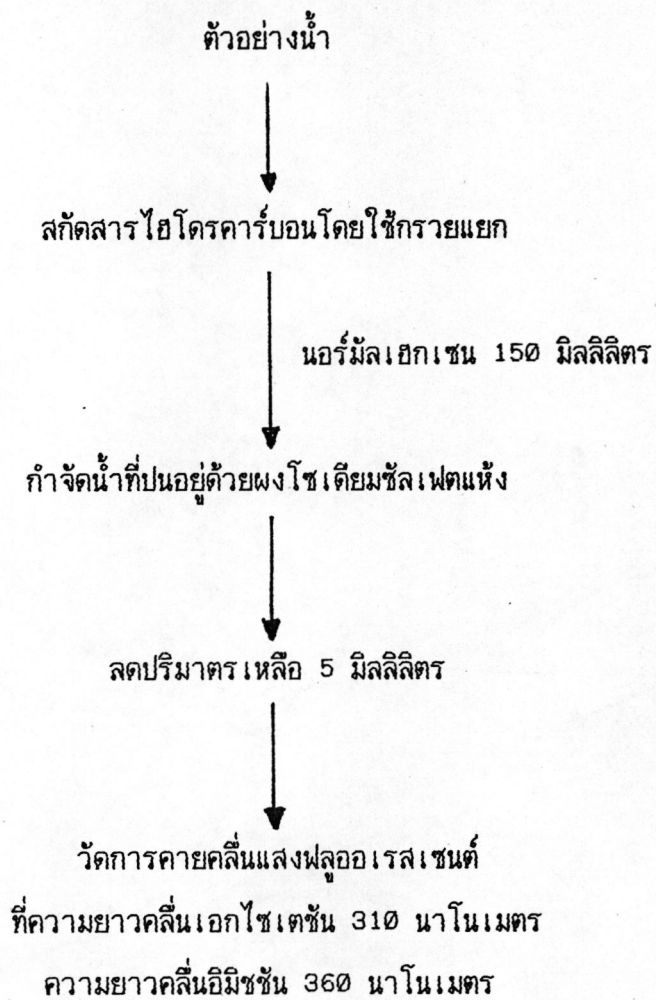 ตัวอย่างน้ำ
สกัดสารไฮโดรคาร์บอนโดยใช้กรวยแยก
นอร์มัลเฮกเซน 150 มิลลิลิตร
กำจัดน้ำที่ปนอยู่ด้วยผงโซเดียมซัลเฟตแห้ง
ลดปริมาตรเหลือ 5 มิลลิลิตร
วัดการคายคลื่นแสงฟลูออเรสเซนต์
ที่ความยาวคลื่นเอกไซเตชัน 310 นาโนเมตร
ความยาวคลื่นอิมิชชัน 360 นาโนเมตร